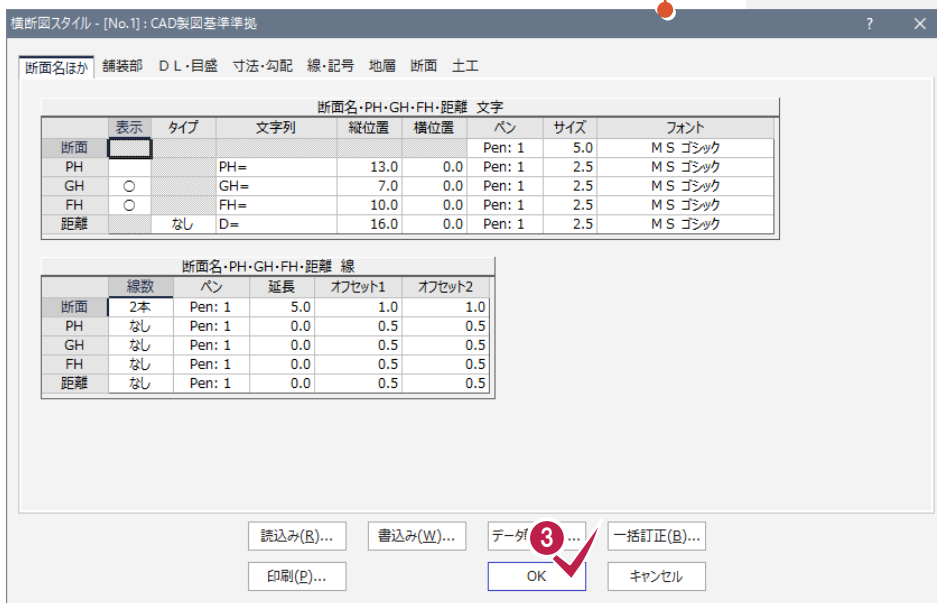 横断図スタイル - [No.1] : CAD製図基準準拠 ?
断面名ほか 舗装部 DL・目盛 寸法・勾配 線・記号 地層 断面 土工
断面名・PH・GH・FH・距離 文字
表示 タイプ 文字列 縦位置 横位置 ペン サイズ フォント
断面 Pen: 1 5.0 MS ゴシック
PH PH= 13.0 0.0 Pen: 1 2.5 MS ゴシック
GH ○ GH= 7.0 0.0 Pen: 1 2.5 MS ゴシック
FH ○ FH= 10.0 0.0 Pen: 1 2.5 MS ゴシック
距離 なし D= 16.0 0.0 Pen: 1 2.5 MS ゴシック
断面名・PH・GH・FH・距離 線
線数 ペン 延長 オフセット1 オフセット2
断面 2本 Pen: 1 5.0 1.0 1.0
PH なし Pen: 1 0.0 0.5 0.5
GH なし Pen: 1 0.0 0.5 0.5
FH なし Pen: 1 0.0 0.5 0.5
距離 なし Pen: 1 0.0 0.5 0.5
読込み(R)... 書込み(W)... データ ... 一括訂正(B)...
3
印刷(P)... OK キャンセル